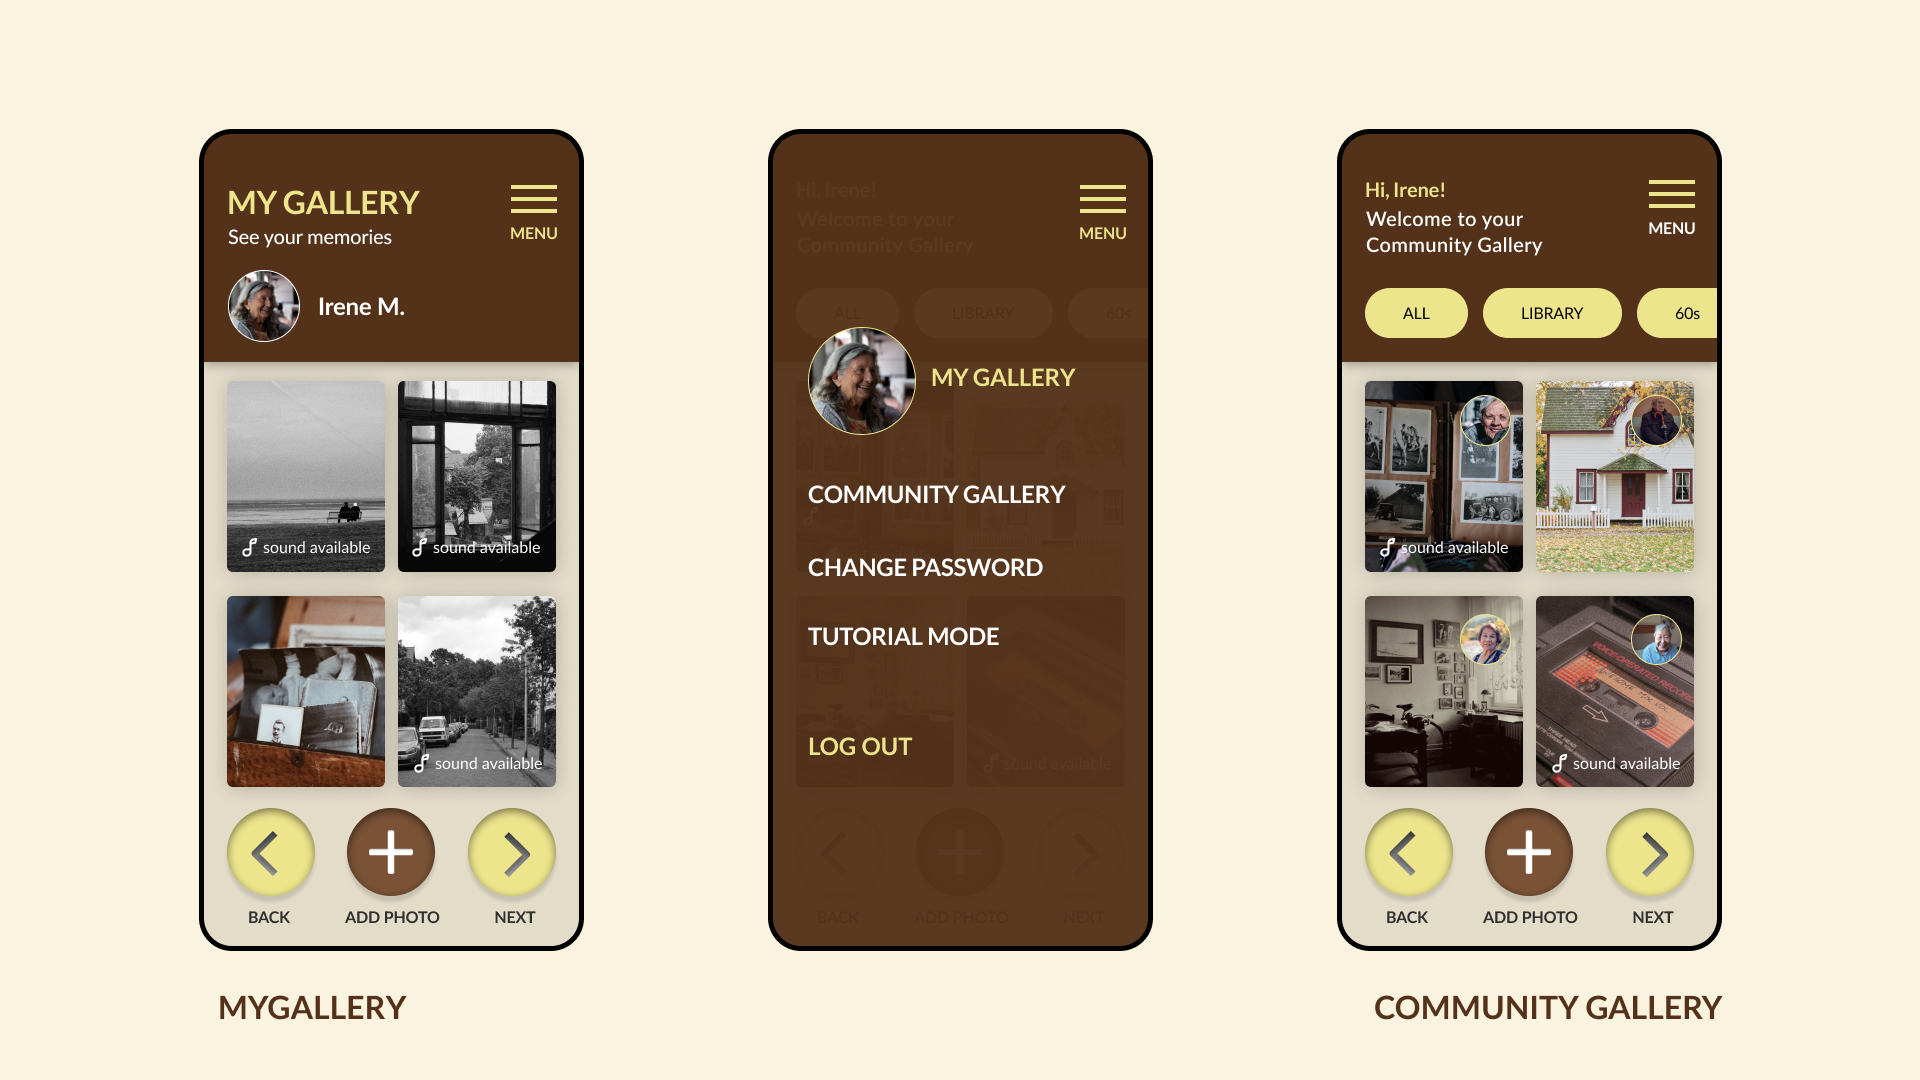 MY GALLERY
See your memories
MENU
Irene M.
sound available
sound available
sound available
BACK
ADD PHOTO
NEXT
MYGALLERY
Hi, Irene!
Welcome to your
Community Gallery
MENU
ALL
LIBRARY
60s
MY GALLERY
COMMUNITY GALLERY
CHANGE PASSWORD
TUTORIAL MODE
LOG OUT
sound available
BACK
ADD PHOTO
NEXT
Hi, Irene!
Welcome to your
Community Gallery
MENU
ALL
LIBRARY
60s
sound available
sound available
BACK
ADD PHOTO
NEXT
COMMUNITY GALLERY